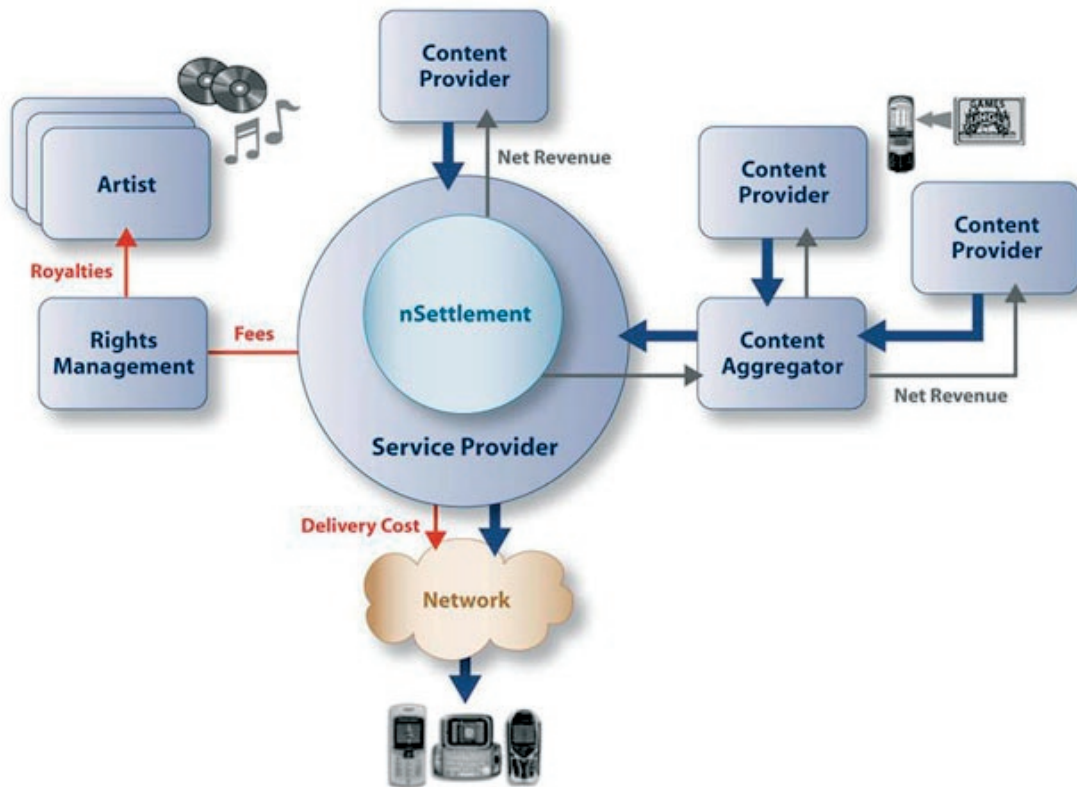 Content
Provider
Net Revenue
Artist
Content
Provider
Content
Provider
GAMES
Royalties
Rights
Management
Fees
nSettlement
Service Provider
Content
Aggregator
Net Revenue
Delivery Cost
Network